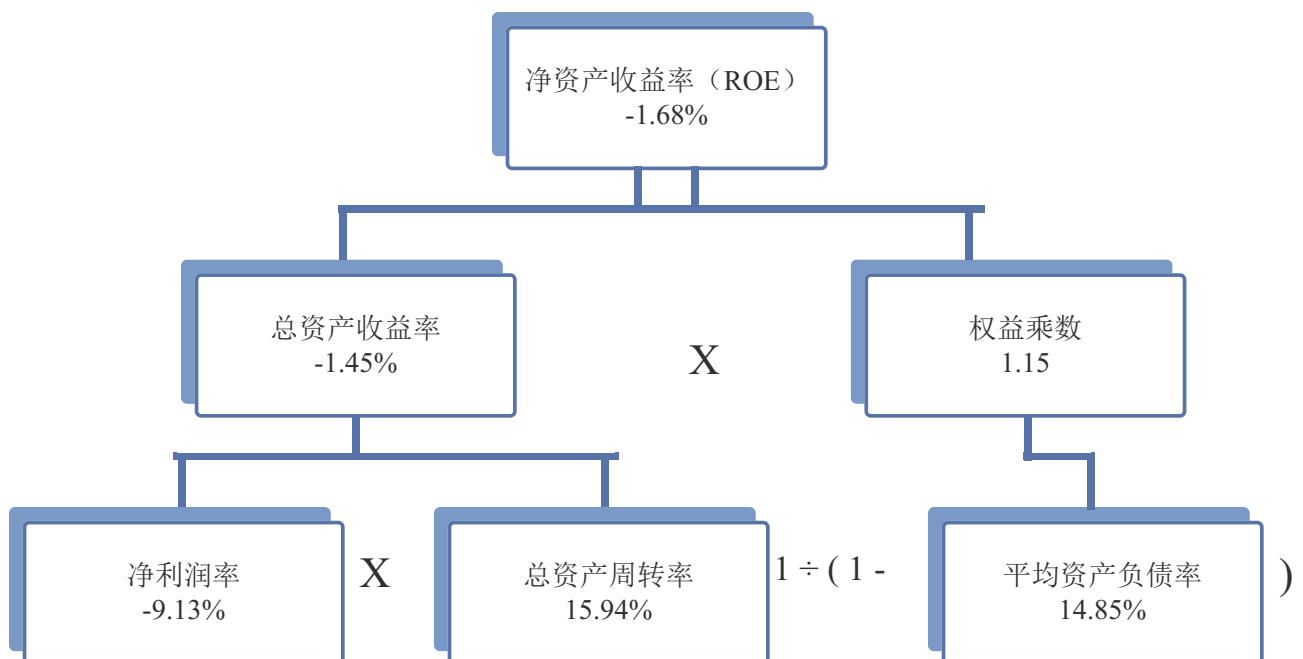 净资产收益率（ROE）
-1.68%
总资产收益率
-1.45%
X
权益乘数
1.15
净利润率
-9.13%
X
总资产周转率
15.94%
1 ÷ ( 1 -
平均资产负债率
14.85%
)